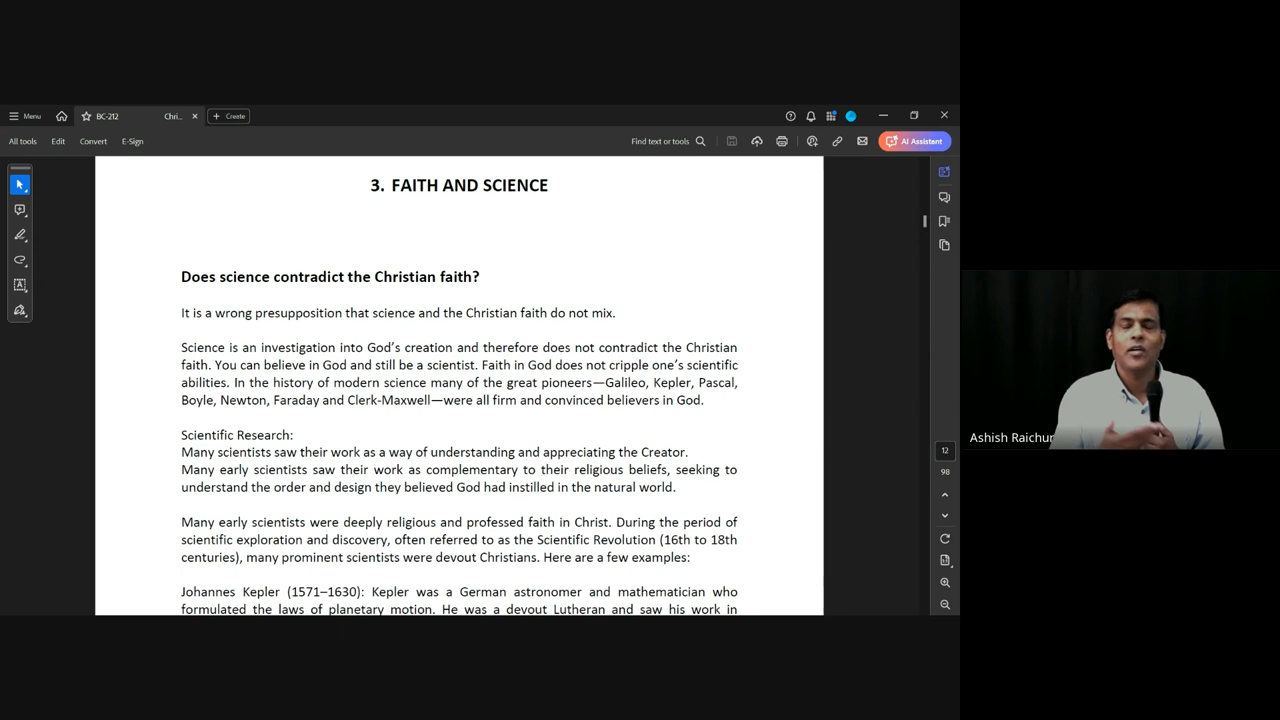 Menu
BC-212
Chri...
Create
All tools
Edit
Convert
E-Sign
Find text or tools
AI Assistant
3. FAITH AND SCIENCE
Does science contradict the Christian faith?
It is a wrong presupposition that science and the Christian faith do not mix.
Science is an investigation into God's creation and therefore does not contradict the Christian
faith. You can believe in God and still be a scientist. Faith in God does not cripple one's scientific
abilities. In the history of modern science many of the great pioneers—Galileo, Kepler, Pascal,
Boyle, Newton, Faraday and Clerk-Maxwell—were all firm and convinced believers in God.
Scientific Research:
Many scientists saw their work as a way of understanding and appreciating the Creator.
Many early scientists saw their work as complementary to their religious beliefs, seeking to
understand the order and design they believed God had instilled in the natural world.
Many early scientists were deeply religious and professed faith in Christ. During the period of
scientific exploration and discovery, often referred to as the Scientific Revolution (16th to 18th
centuries), many prominent scientists were devout Christians. Here are a few examples:
Johannes Kepler (1571–1630): Kepler was a German astronomer and mathematician who
formulated the laws of planetary motion. He was a devout Lutheran and saw his work in
12
98
Ashish Raichur